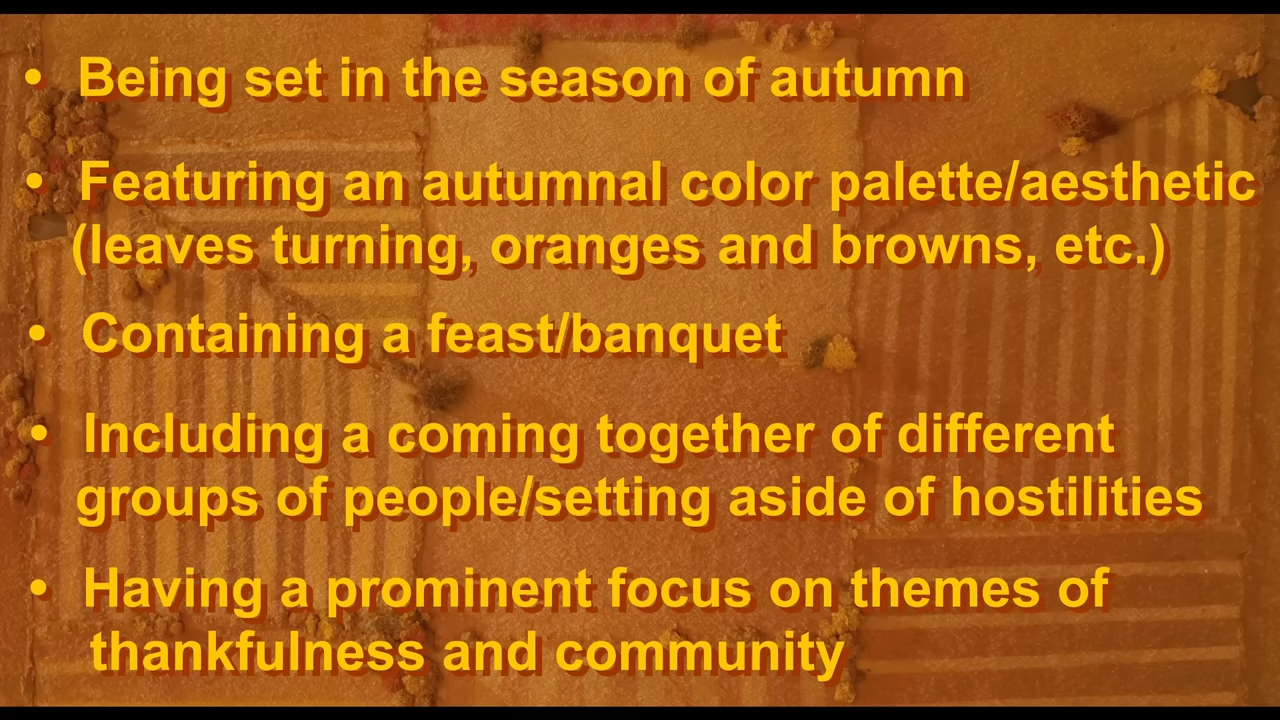 • Being set in the season of autumn
• Featuring an autumnal color palette/aesthetic
(leaves turning, oranges and browns, etc.)
• Containing a feast/banquet
• Including a coming together of different
groups of people/setting aside of hostilities
• Having a prominent focus on themes of
thankfulness and community